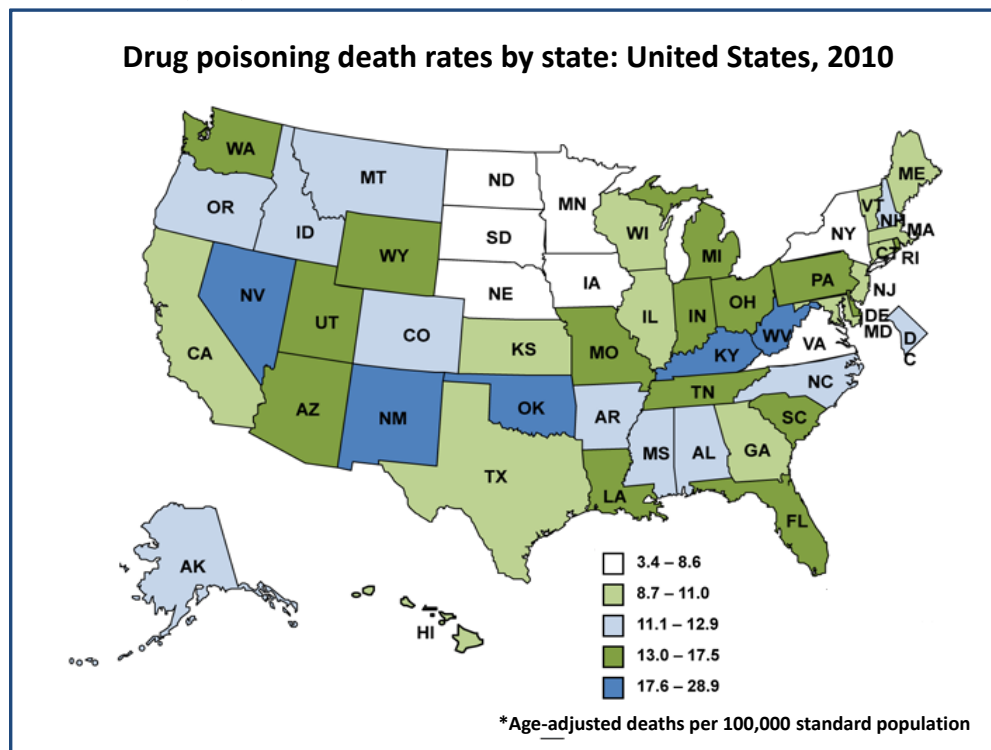 Drug poisoning death rates by state: United States, 2010
WA
MT
ND
MN
ME
OR
ID
SD
WI
VT
NH
MA
NY
WY
MI
CT
RI
IA
NE
PA
NJ
NV
UT
CO
IL
IN
OH
DE
MD
WV
VA
D
C
CA
KS
MO
KY
NC
TN
AZ
NM
OK
AR
SC
MS
AL
GA
TX
LA
FL
AK
HI
3.4 – 8.6
8.7 – 11.0
11.1 – 12.9
13.0 – 17.5
17.6 – 28.9
*Age-adjusted deaths per 100,000 standard population